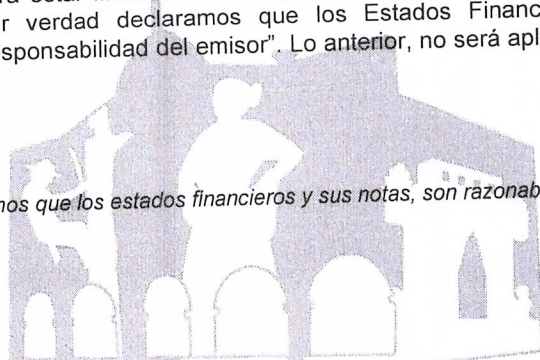 r verdad declaramos que los Estados Financ
sponsabilidad del emisor”. Lo anterior, no será apl
nos que los estados financieros y sus notas, son razonab